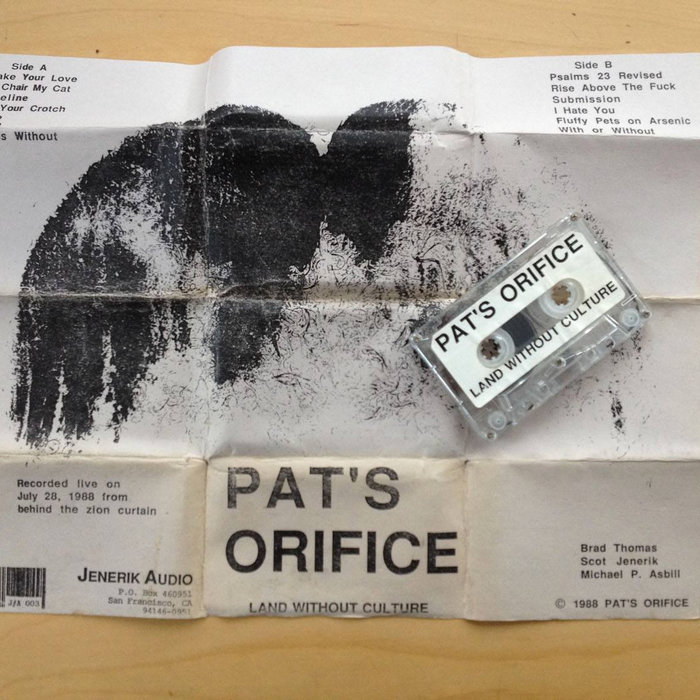 Side A
ake Your Love
Chair My Cat
eline
Your Crotch
s Without
Side B
Psalms 23 Revised
Rise Above The Fuck
Submission
I Hate You
Fluffy Pets on Arsenic
With or Without
PAT'S ORIFICE
LAND WITHOUT CULTURE
Recorded live on
July 28, 1988 from
behind the zion curtain
JENERIK AUDIO
P.O. Box 460951
San Francisco, CA
94146-0951
J/A 003
PAT'S
ORIFICE
LAND WITHOUT CULTURE
Brad Thomas
Scot Jenerik
Michael P. Asbill
© 1988 PAT'S ORIFICE